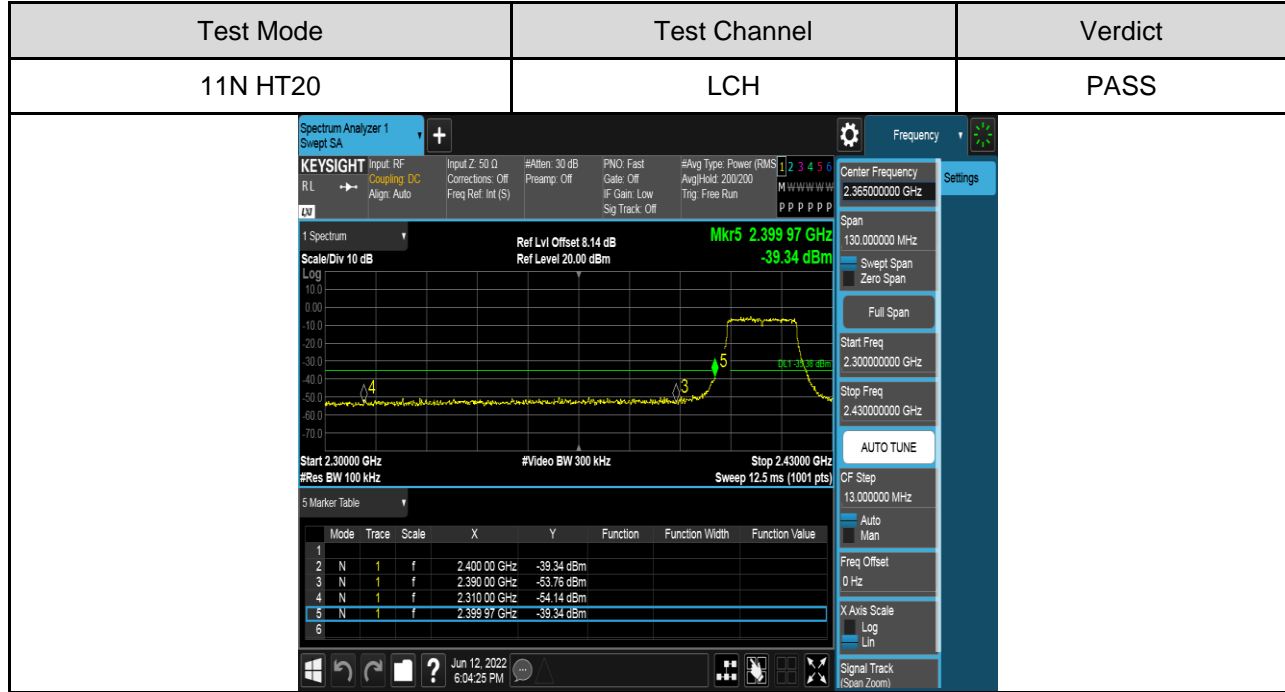 Test Mode Test Channel Verdict
11N HT20 LCH PASS
Spectrum Analyzer 1
Swept SA
+
Frequency
KEYSIGHT Input: RF Input Z: 50 Ω #Atten: 30 dB PNO: Fast #Avg Type: Power (RMS 1 2 3 4 5 6
RL Coupling: DC Corrections: Off Preamp: Off Gate: Off Avg|Hold: 200/200 M W W W W W
Align: Auto Freq Ref: Int (S) IF Gain: Low Trig: Free Run
LXI Sig Track: Off P P P P P P
1 Spectrum
Ref Lvl Offset 8.14 dB Mkr5 2.399 97 GHz
Scale/Div 10 dB Ref Level 20.00 dBm -39.34 dBm
Log
10.0
0.00
-10.0
-20.0
-30.0
-40.0
-50.0
-60.0
-70.0
5
4
3
Start 2.30000 GHz #Video BW 300 kHz Stop 2.43000 GHz
#Res BW 100 kHz Sweep 12.5 ms (1001 pts)
5 Marker Table
Mode Trace Scale X Y Function Function Width Function Value
1
2 N 1 f 2.400 00 GHz -39.34 dBm
3 N 1 f 2.390 00 GHz -53.76 dBm
4 N 1 f 2.310 00 GHz -54.14 dBm
5 N 1 f 2.399 97 GHz -39.34 dBm
6
? Jun 12, 2022
6:04:25 PM
Center Frequency
2.365000000 GHz
Settings
Span
130.000000 MHz
Swept Span
Zero Span
Full Span
Start Freq
2.300000000 GHz
Stop Freq
2.430000000 GHz
AUTO TUNE
CF Step
13.000000 MHz
Auto
Man
Freq Offset
0 Hz
X Axis Scale
Log
Lin
Signal Track
(Span Zoom)